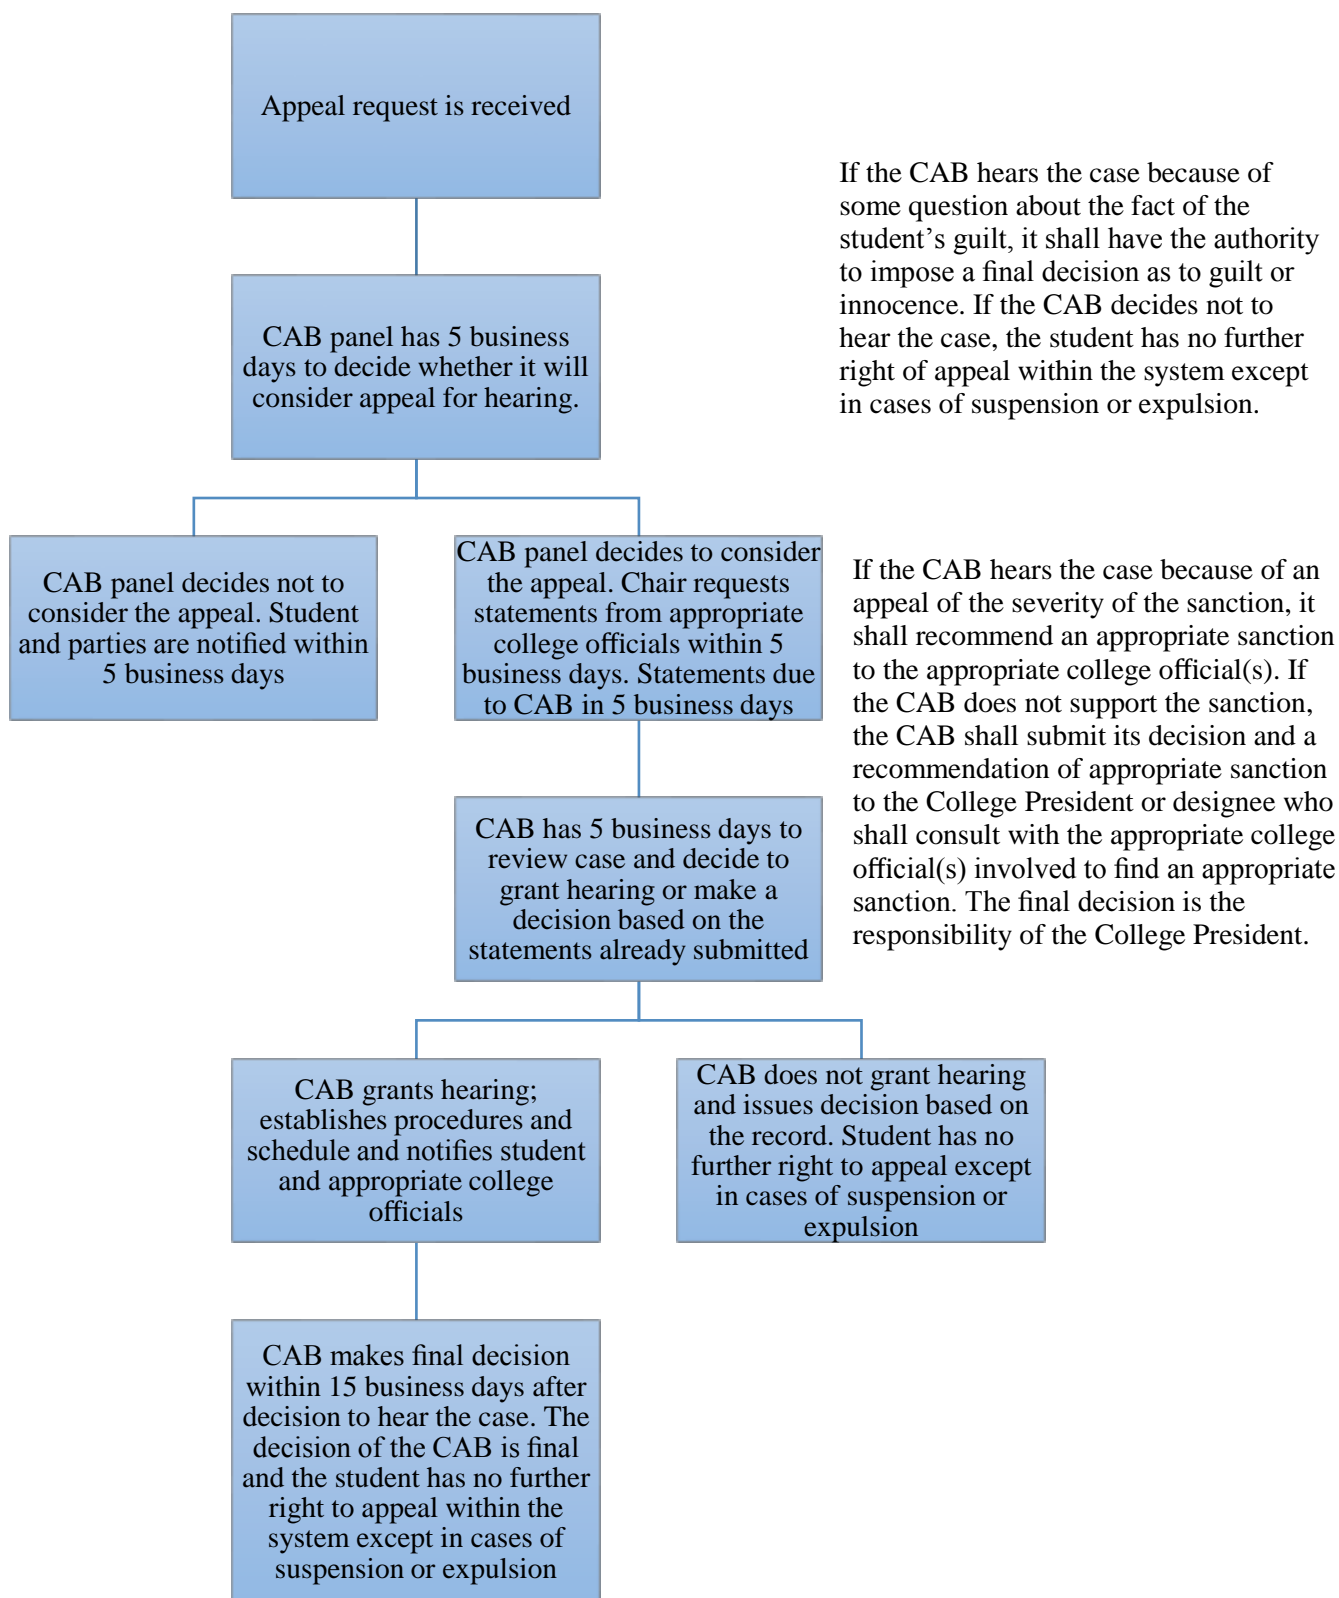 Appeal request is received
If the CAB hears the case because of
some question about the fact of the
student’s guilt, it shall have the authority
to impose a final decision as to guilt or
innocence. If the CAB decides not to
hear the case, the student has no further
right of appeal within the system except
in cases of suspension or expulsion.
CAB panel has 5 business
days to decide whether it will
consider appeal for hearing.
CAB panel decides not to
consider the appeal. Student
and parties are notified within
5 business days
CAB panel decides to consider
the appeal. Chair requests
statements from appropriate
college officials within 5
business days. Statements due
to CAB in 5 business days
If the CAB hears the case because of an
appeal of the severity of the sanction, it
shall recommend an appropriate sanction
to the appropriate college official(s). If
the CAB does not support the sanction,
the CAB shall submit its decision and a
recommendation of appropriate sanction
to the College President or designee who
shall consult with the appropriate college
official(s) involved to find an appropriate
sanction. The final decision is the
responsibility of the College President.
CAB has 5 business days to
review case and decide to
grant hearing or make a
decision based on the
statements already submitted
CAB grants hearing;
establishes procedures and
schedule and notifies student
and appropriate college
officials
CAB does not grant hearing
and issues decision based on
the record. Student has no
further right to appeal except
in cases of suspension or
expulsion
CAB makes final decision
within 15 business days after
decision to hear the case. The
decision of the CAB is final
and the student has no further
right to appeal within the
system except in cases of
suspension or expulsion